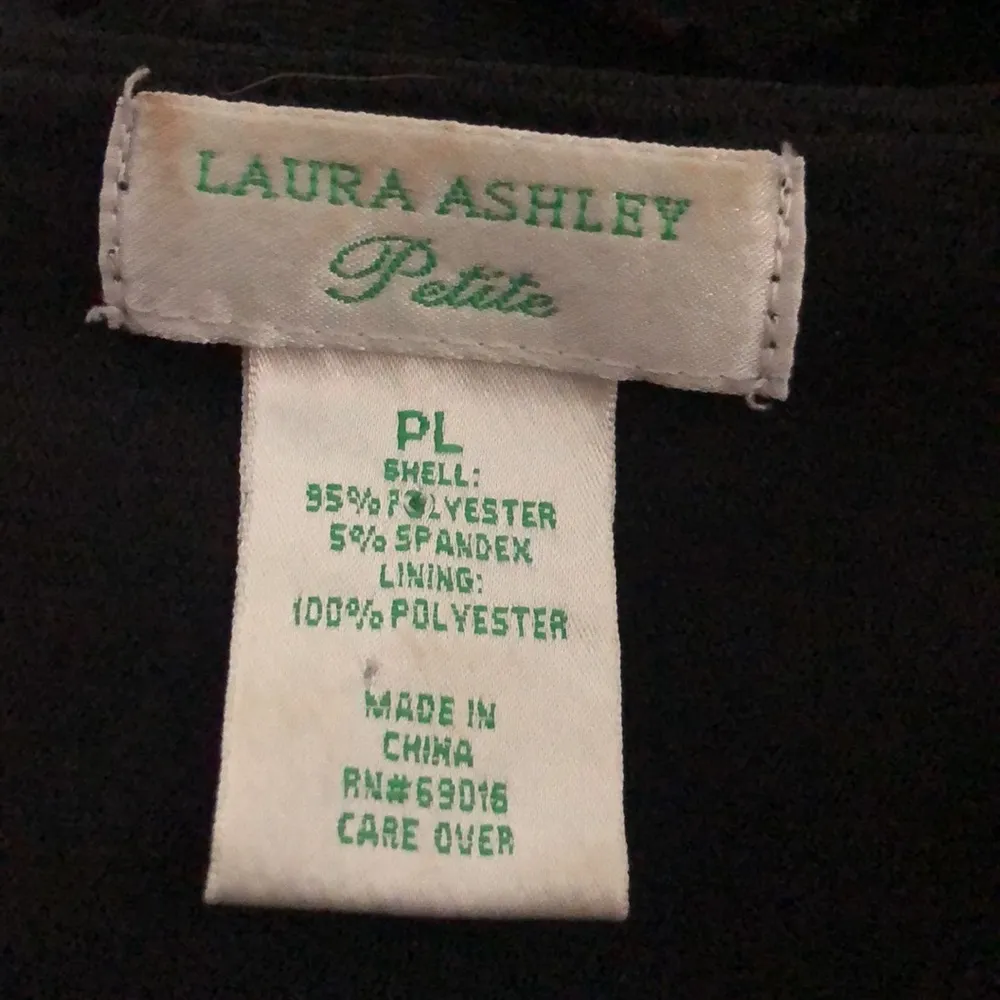 LAURA ASHLEY
Petite
PL
SHELL:
95% POLYESTER
5% SPANDEX
LINING:
100% POLYESTER
MADE IN
CHINA
RN#69016
CARE OVER